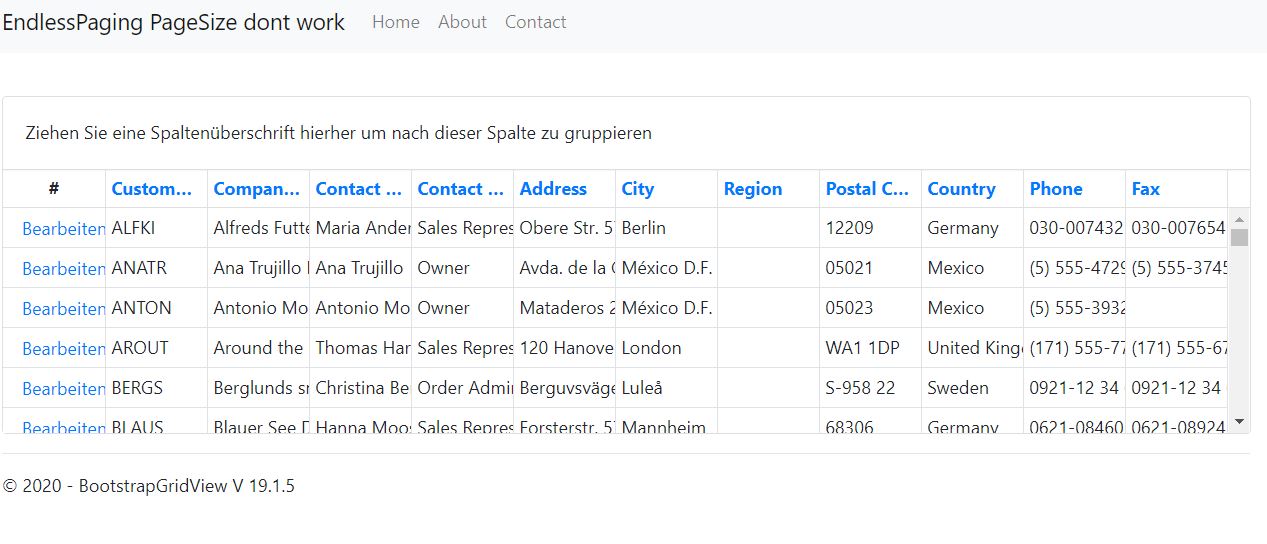 EndlessPaging PageSize dont work Home About Contact
Ziehen Sie eine Spaltenüberschrift hierher um nach dieser Spalte zu gruppieren
# Custom... Compan... Contact ... Contact ... Address City Region Postal C... Country Phone Fax
Bearbeiten ALFKI Alfreds Futte Maria Ander Sales Repres Obere Str. 57 Berlin 12209 Germany 030-007432 030-007654
Bearbeiten ANATR Ana Trujillo Ana Trujillo Owner Avda. de la México D.F. 05021 Mexico (5) 555-4729 (5) 555-3745
Bearbeiten ANTON Antonio Mo Antonio Mo Owner Mataderos 2 México D.F. 05023 Mexico (5) 555-3932
Bearbeiten AROUT Around the Thomas Har Sales Repres 120 Hanove London WA1 1DP United King (171) 555-77 (171) 555-67
Bearbeiten BERGS Berglunds sn Christina Be Order Admi Berguvsväge Luleå S-958 22 Sweden 0921-12 34 0921-12 34
Bearbeiten BLAUS Blauer See D Hanna Moos Sales Repres Forsterstr. 57 Mannheim 68306 Germany 0621-08460 0621-08924
© 2020 - BootstrapGridView V 19.1.5